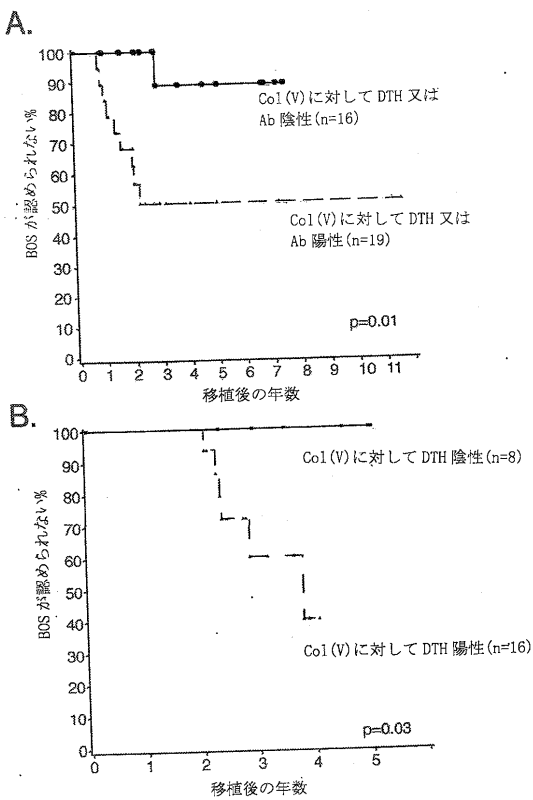 A.
BOSが認められない%
100
90
80
70
60
50
40
30
20
10
0
Col(V)に対してDTH又は
Ab陰性(n=16)
Col(V)に対してDTH又は
Ab陽性(n=19)
p=0.01
0 1 2 3 4 5 6 7 8 9 10 11
移植後の年数
B.
BOSが認められない%
100
90
80
70
60
50
40
30
20
10
0
Col(V)に対してDTH陰性(n=8)
Col(V)に対してDTH陽性(n=16)
p=0.03
0 1 2 3 4 5
移植後の年数